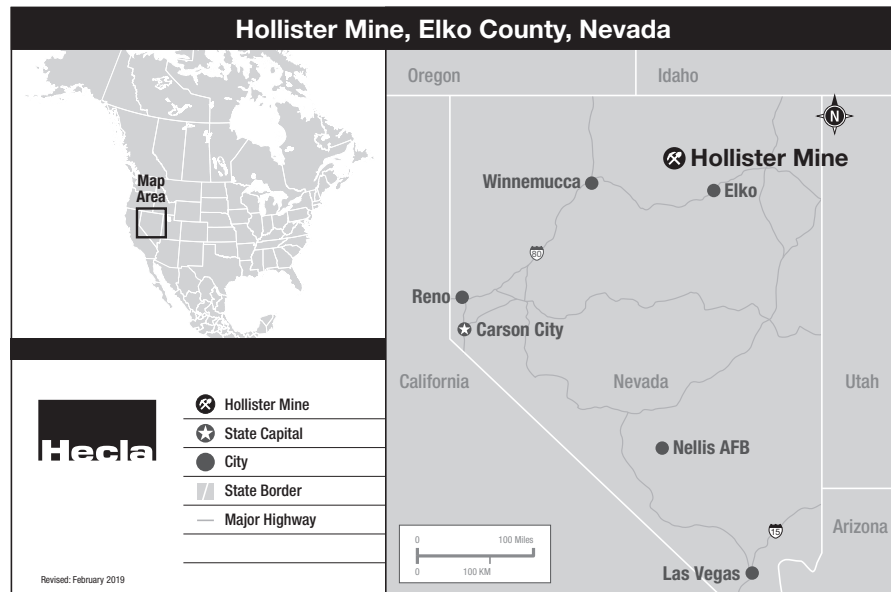 Hollister Mine, Elko County, Nevada
Map
Area
Hecla
Hollister Mine
State Capital
City
State Border
Major Highway
Revised: February 2019
Oregon
Idaho
N
Hollister Mine
Winnemucca
Elko
80
Reno
Carson City
California
Nevada
Utah
Nellis AFB
Arizona
15
Las Vegas
0 100 Miles
0 100 KM